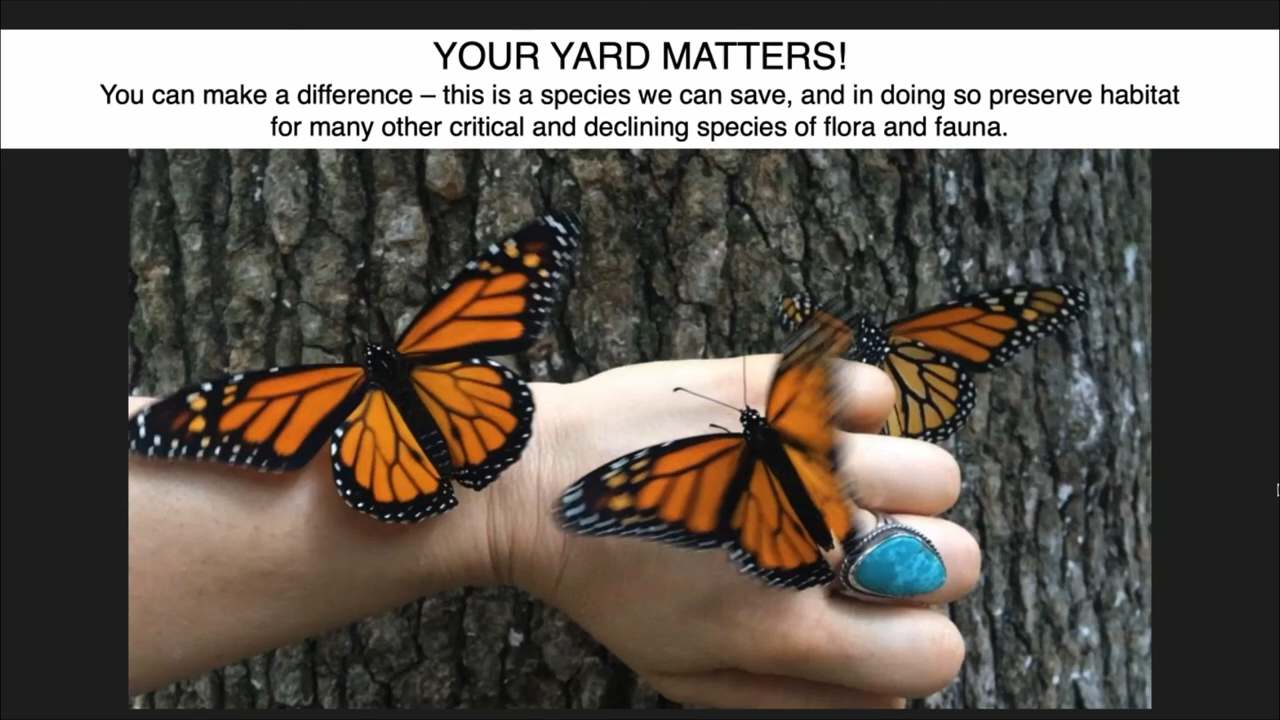 YOUR YARD MATTERS!
You can make a difference – this is a species we can save, and in doing so preserve habitat
for many other critical and declining species of flora and fauna.